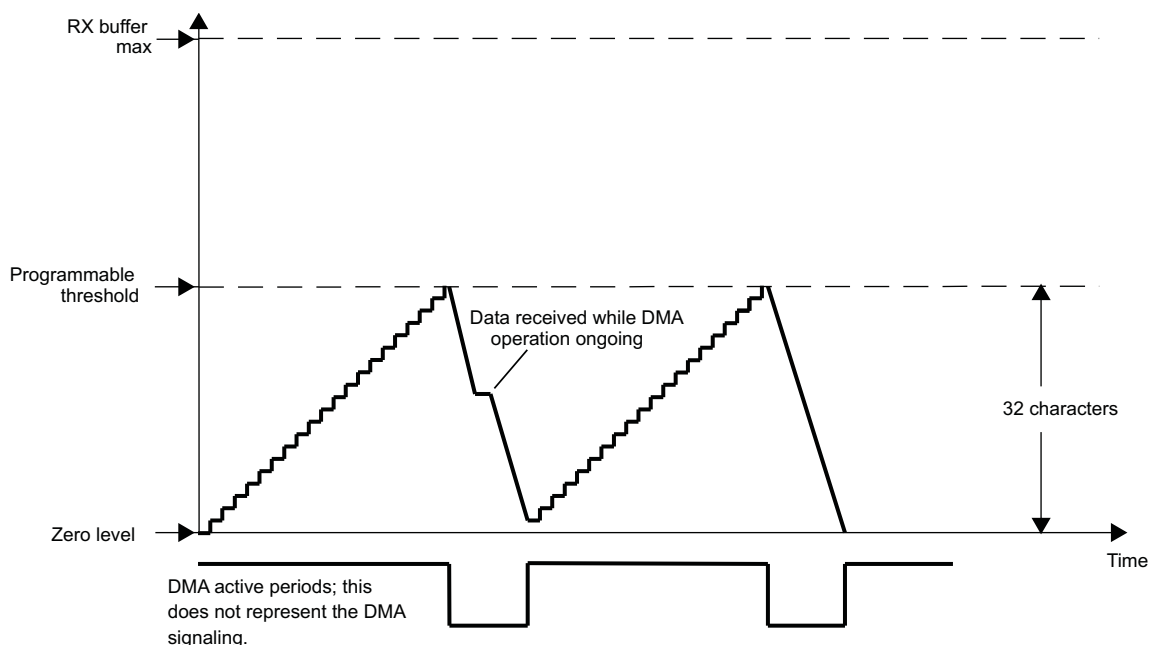 RX buffer
max
Programmable
threshold
Data received while DMA
operation ongoing
32 characters
Zero level
Time
DMA active periods; this
does not represent the DMA
signaling.